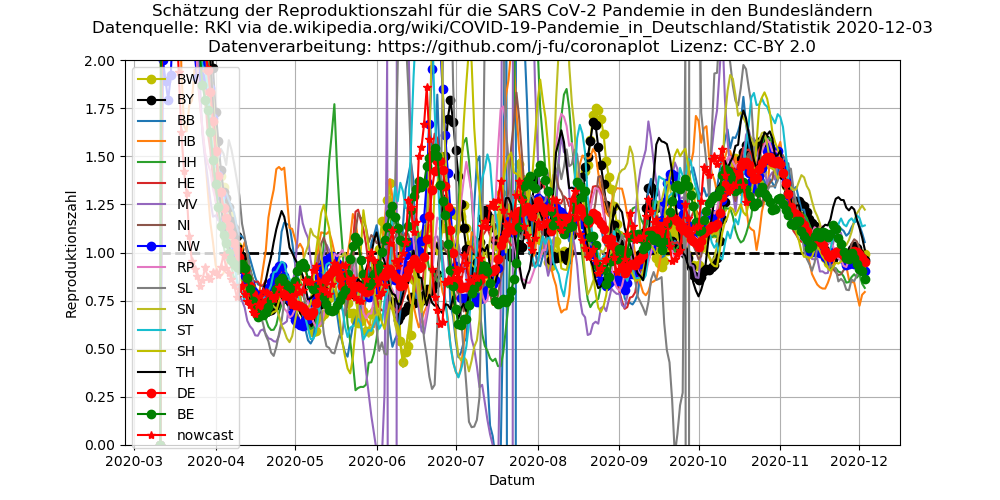 Schätzung der Reproduktionszahl für die SARS CoV-2 Pandemie in den Bundesländern
Datenquelle: RKI via de.wikipedia.org/wiki/COVID-19-Pandemie_in_Deutschland/Statistik 2020-12-03
Datenverarbeitung: https://github.com/j-fu/coronaplot Lizenz: CC-BY 2.0
Reproduktionszahl
2.00
1.75
1.50
1.25
1.00
0.75
0.50
0.25
0.00
BW
BY
BB
HB
HH
HE
MV
NI
NW
RP
SL
SN
ST
SH
TH
DE
BE
nowcast
2020-03 2020-04 2020-05 2020-06 2020-07 2020-08 2020-09 2020-10 2020-11 2020-12
Datum